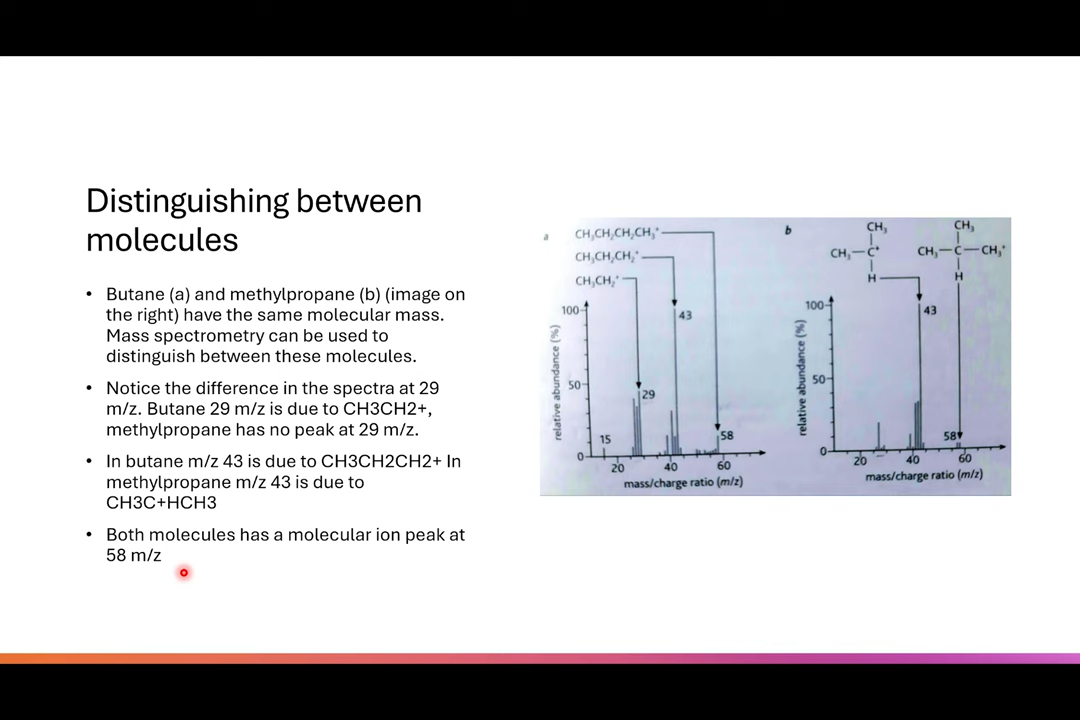 Distinguishing between
molecules
• Butane (a) and methylpropane (b) (image on
the right) have the same molecular mass.
Mass spectrometry can be used to
distinguish between these molecules.
• Notice the difference in the spectra at 29
m/z. Butane 29 m/z is due to CH3CH2+,
methylpropane has no peak at 29 m/z.
• In butane m/z 43 is due to CH3CH2CH2+ In
methylpropane m/z 43 is due to
CH3C+HCH3
• Both molecules has a molecular ion peak at
58 m/z
a
CH₃CH₂CH₂CH₃⁺
CH₃CH₂CH₂⁺
CH₃CH₂⁺
100
43
relative abundance (%)
50
29
15
58
0
20 40 60
mass/charge ratio (m/z)
b
CH₃ CH₃
CH₃—C⁺ CH₃—C—CH₃⁺
H H
100
43
relative abundance (%)
50
58
0
20 40 60
mass/charge ratio (m/z)